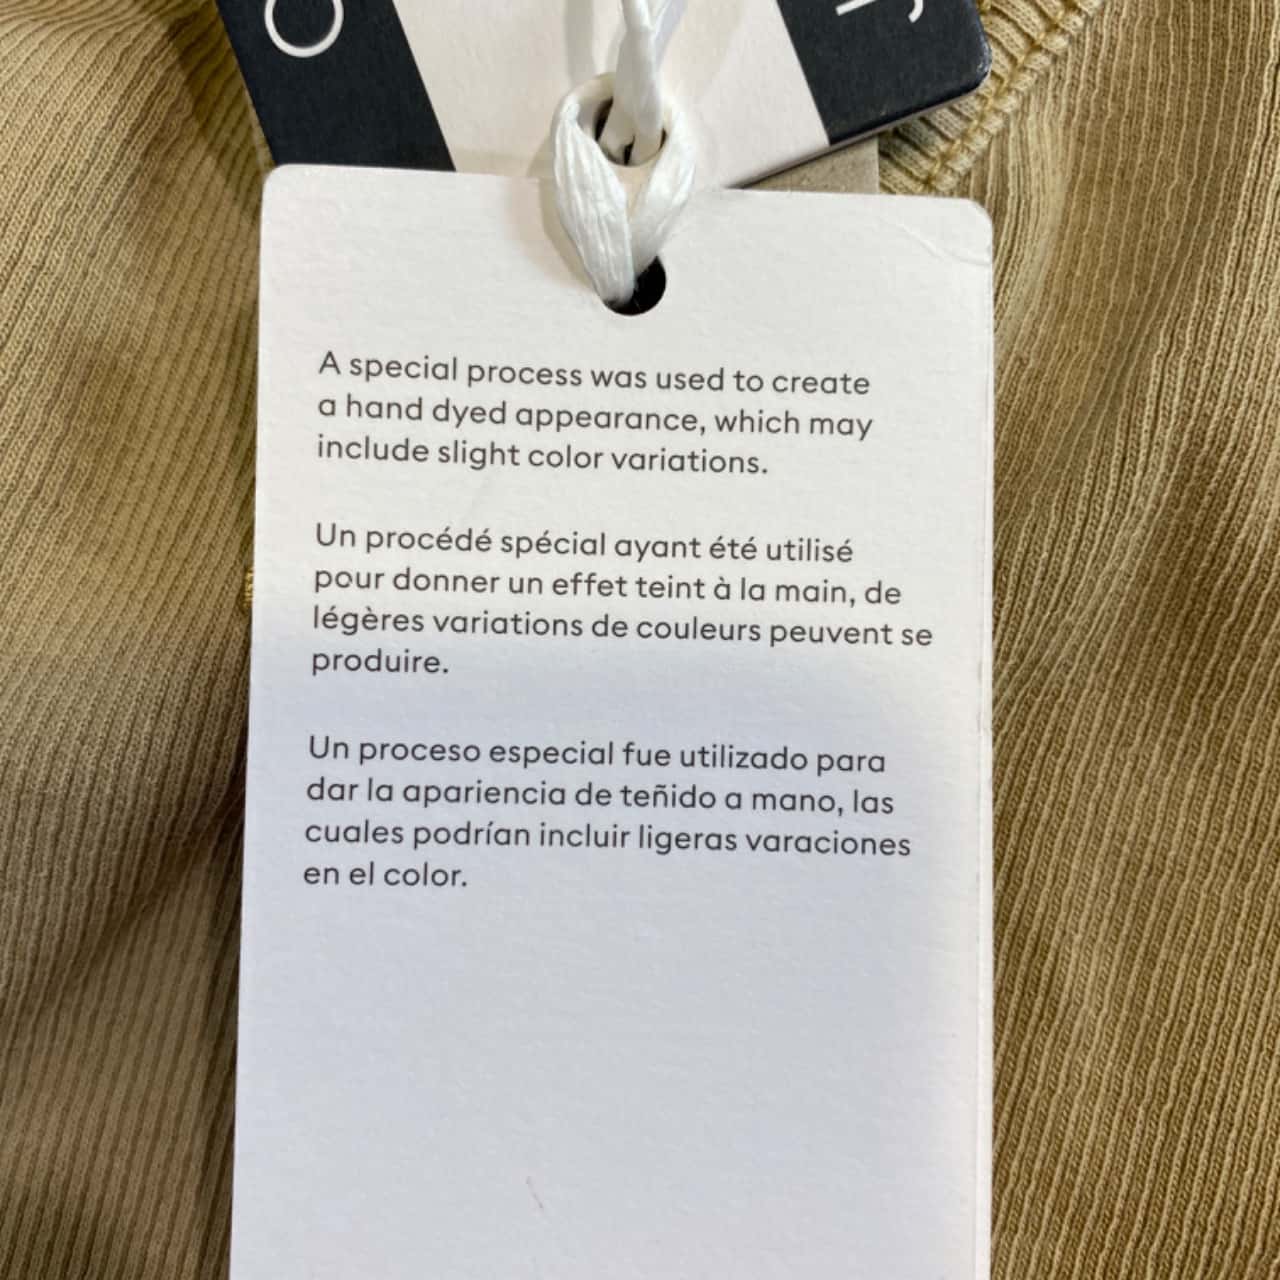 A special process was used to create
a hand dyed appearance, which may
include slight color variations.
Un procédé spécial ayant été utilisé
pour donner un effet teint à la main, de
légères variations de couleurs peuvent se
produire.
Un proceso especial fue utilizado para
dar la apariencia de teñido a mano, las
cuales podrían incluir ligeras varaciones
en el color.